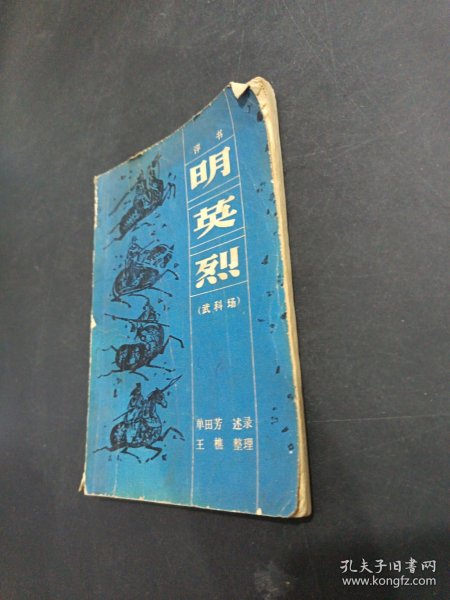 评书
明英烈
(武科场)
单田芳 述录
王樵 整理
孔夫子旧书网
www.kongfz.com